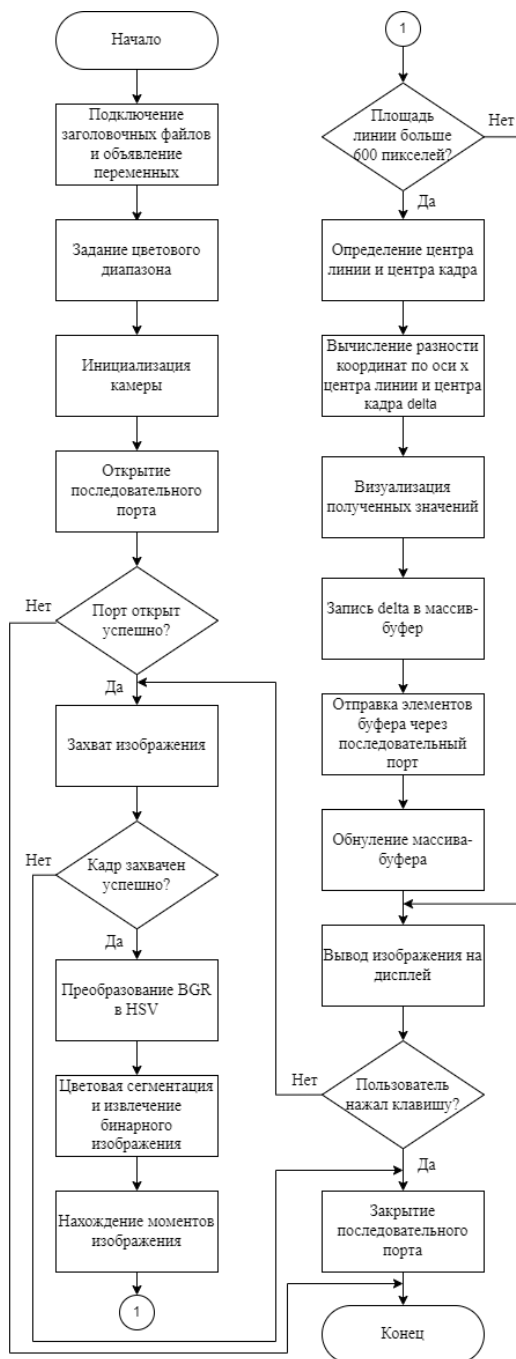 Начало
Подключение
заголовочных файлов
и объявление
переменных
Задание цветового
диапазона
Инициализация
камеры
Открытие
последовательного
порта
Порт открыт
успешно?
Нет
Да
Захват изображения
Кадр захвачен
успешно?
Нет
Да
Преобразование BGR
в HSV
Цветовая сегментация
и извлечение
бинарного
изображения
Нахождение моментов
изображения
1
1
Площадь
линии больше
600 пикселей?
Нет
Да
Определение центра
линии и центра кадра
Вычисление разности
координат по оси x
центра линии и центра
кадра delta
Визуализация
полученных значений
Запись delta в массив-
буфер
Отправка элементов
буфера через
последовательный
порт
Обнуление массива-
буфера
Вывод изображения на
дисплей
Пользователь
нажал клавишу?
Нет
Да
Закрытие
последовательного
порта
Конец